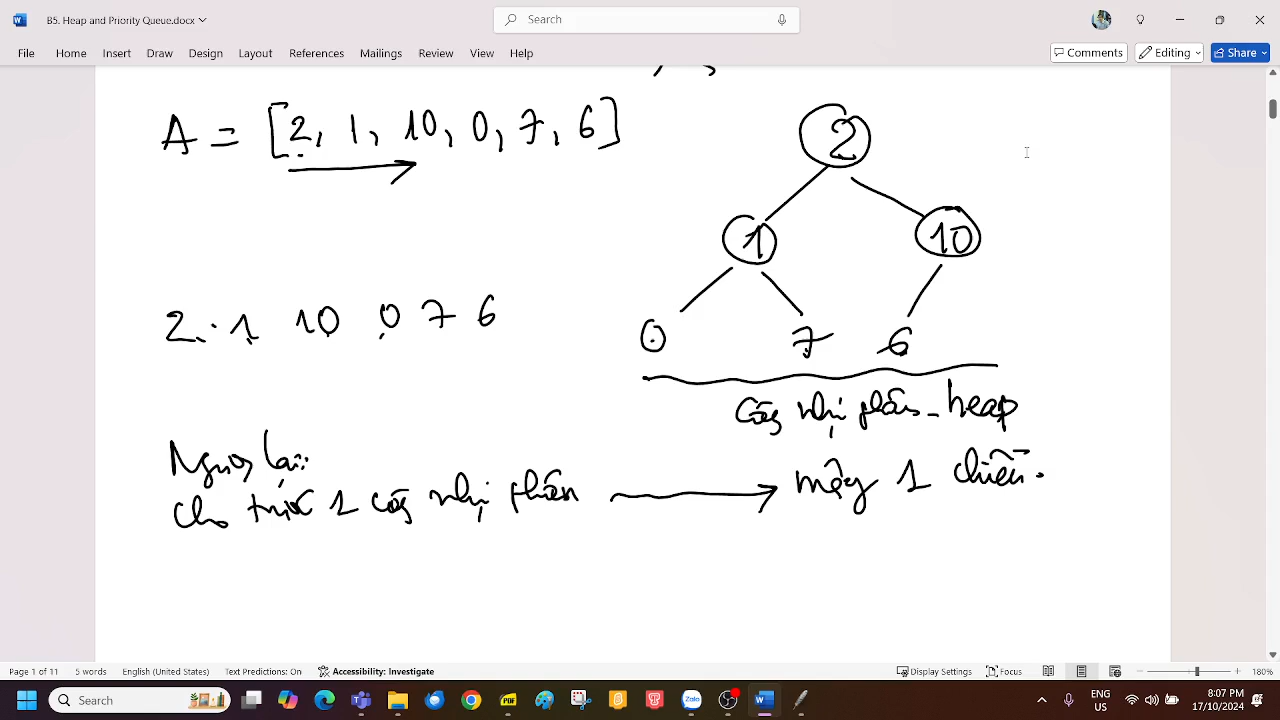 B5. Heap and Priority Queue.docx
Search
File Home Insert Draw Design Layout References Mailings Review View Help
Comments Editing Share
A = [2, 1, 10, 0, 7, 6]
2
1 10
0 7 6
2 1 10 0 7 6
Cây nhị phân - heap
Ngược lại:
Cho trước 1 cây nhị phân → mảng 1 chiều.
Page 1 of 11 5 words English (United States) Text Predictions: On Accessibility: Investigate Display Settings Focus 180%
Search PDF Zalo ENG US 8:07 PM 17/10/2024